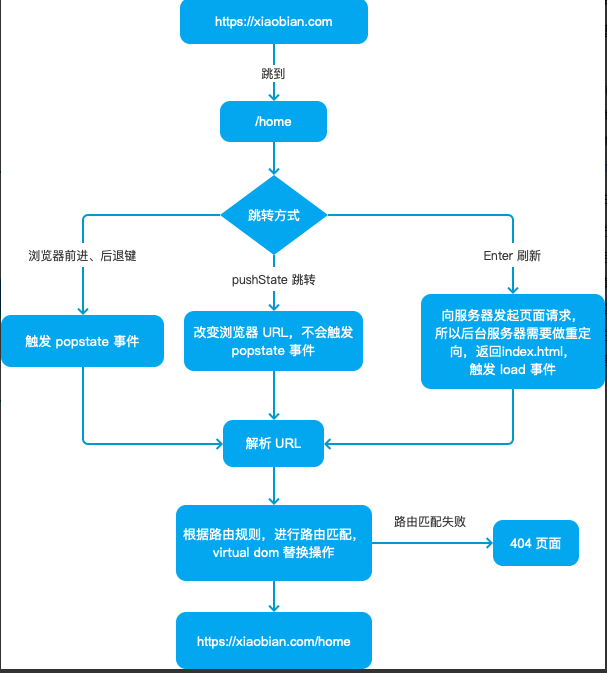 https://xiaobian.com
跳到
/home
跳转方式
浏览器前进、后退键
pushState 跳转
Enter 刷新
触发 popstate 事件
改变浏览器 URL，不会触发
popstate 事件
向服务器发起页面请求，
所以后台服务器需要做重定
向，返回index.html，
触发 load 事件
解析 URL
根据路由规则，进行路由匹配，
virtual dom 替换操作
路由匹配失败
404 页面
https://xiaobian.com/home